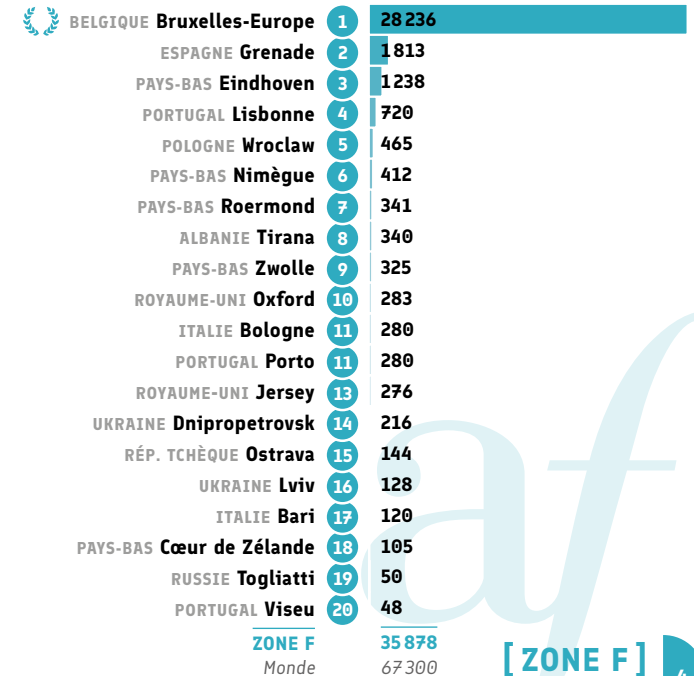 BELGIQUE Bruxelles-Europe 1 28 236
ESPAGNE Grenade 2 1 813
PAYS-BAS Eindhoven 3 1 238
PORTUGAL Lisbonne 4 720
POLOGNE Wroclaw 5 465
PAYS-BAS Nimègue 6 412
PAYS-BAS Roermond 7 341
ALBANIE Tirana 8 340
PAYS-BAS Zwolle 9 325
ROYAUME-UNI Oxford 10 283
ITALIE Bologne 11 280
PORTUGAL Porto 11 280
ROYAUME-UNI Jersey 13 276
UKRAINE Dnipropetrovsk 14 216
RÉP. TCHÈQUE Ostrava 15 144
UKRAINE Lviv 16 128
ITALIE Bari 17 120
PAYS-BAS Cœur de Zélande 18 105
RUSSIE Togliatti 19 50
PORTUGAL Viseu 20 48
ZONE F 35 878
Monde 67 300
[ ZONE F ]
af